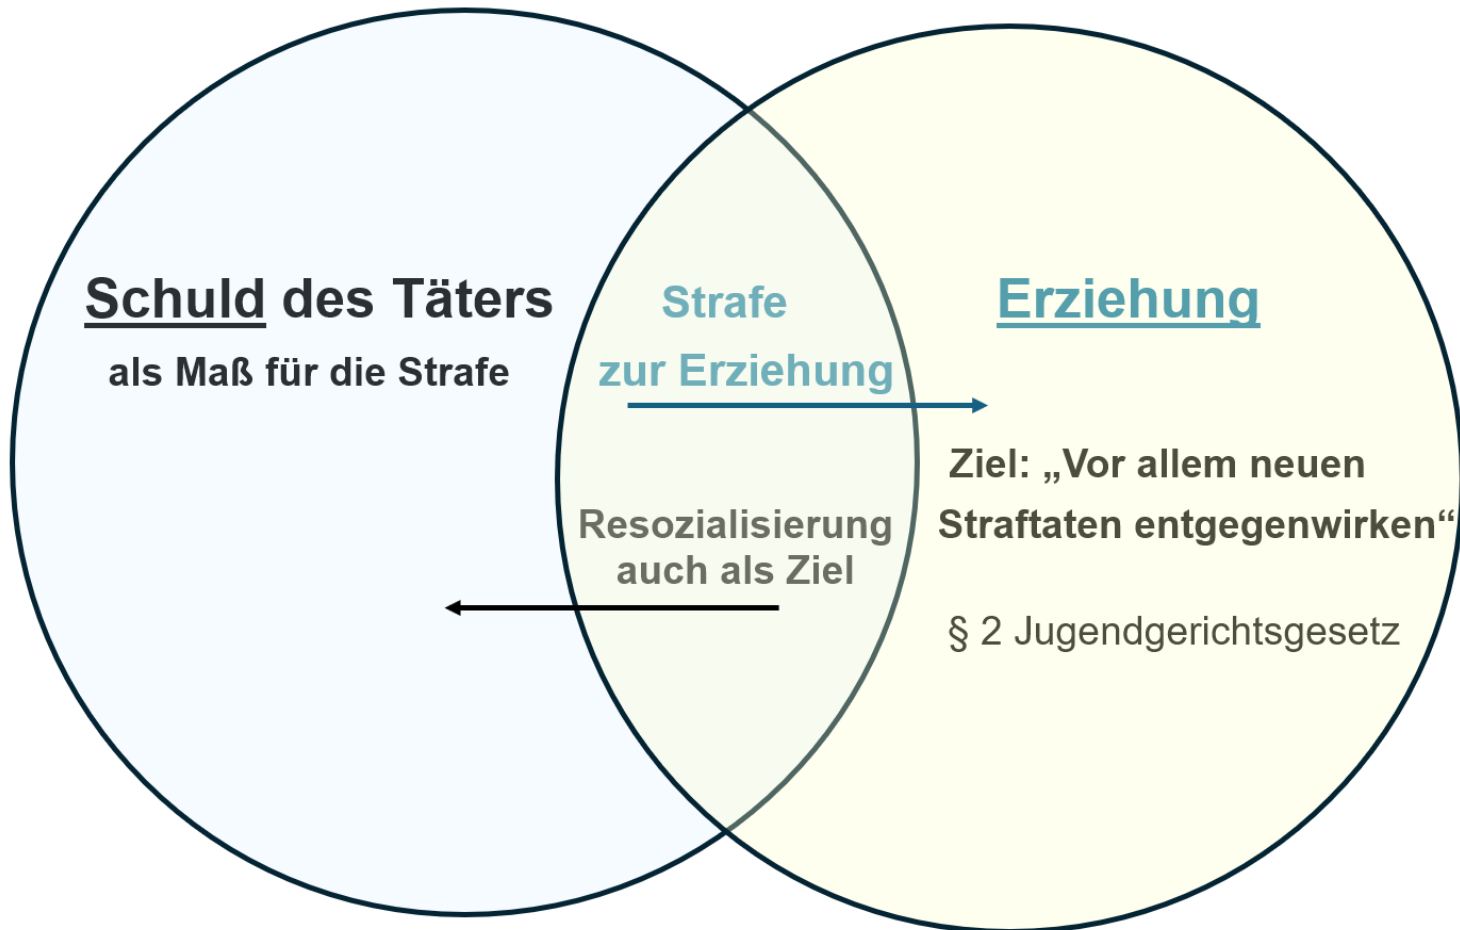 Schuld des Täters
als Maß für die Strafe
Strafe
zur Erziehung
Resozialisierung
auch als Ziel
Erziehung
Ziel: „Vor allem neuen
Straftaten entgegenwirken“
§ 2 Jugendgerichtsgesetz